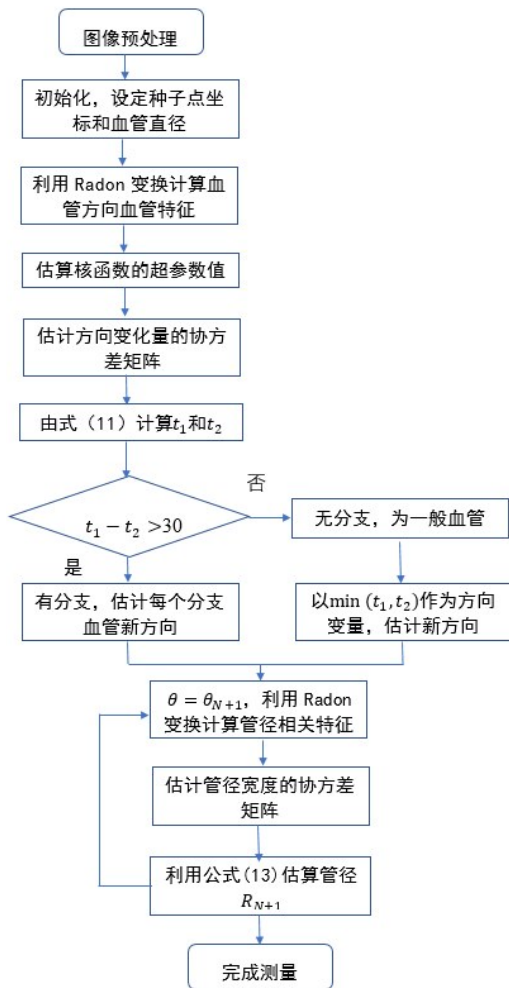 图像预处理
初始化，设定种子点坐
标和血管直径
利用 Radon 变换计算血
管方向血管特征
估算核函数的超参数值
估计方向变化量的协方
差矩阵
由式（11）计算t₁和t₂
t₁ − t₂ >30
否
无分支，为一般血管
是
有分支，估计每个分支
血管新方向
以min (t₁,t₂)作为方向
变量，估计新方向
θ = θ_{N+1}，利用 Radon
变换计算管径相关特征
估计管径宽度的协方差
矩阵
利用公式(13)估算管径
R_{N+1}
完成测量